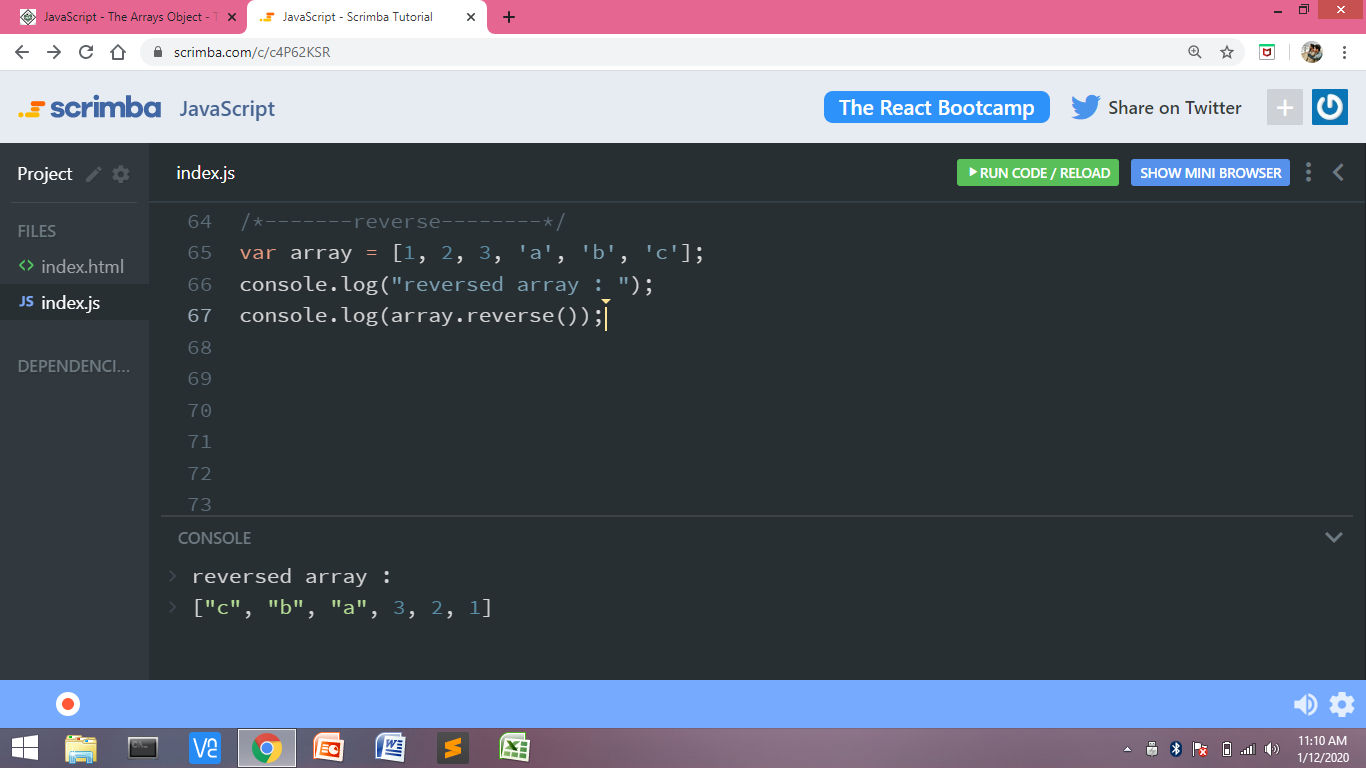 JavaScript - The Arrays Object - T
JavaScript - Scrimba Tutorial
scrimba.com/c/c4P62KSR
scrimba JavaScript
The React Bootcamp
Share on Twitter
Project
index.js
RUN CODE / RELOAD
SHOW MINI BROWSER
FILES
<> index.html
JS index.js
DEPENDENCI...
64 /*-------reverse--------*/
65 var array = [1, 2, 3, 'a', 'b', 'c'];
66 console.log("reversed array : ");
67 console.log(array.reverse());
68
69
70
71
72
73
CONSOLE
> reversed array :
> ["c", "b", "a", 3, 2, 1]
11:10 AM
1/12/2020